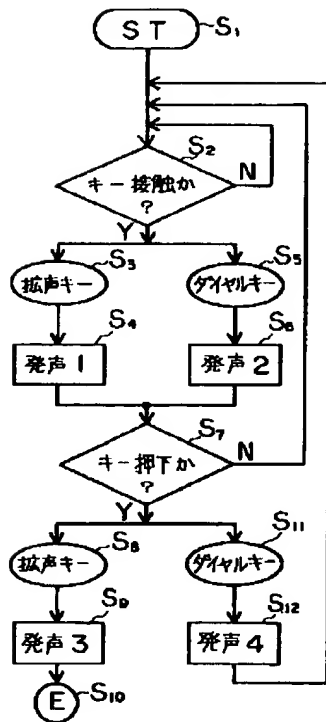 ST S1
S2
キー接触か
?
N
Y
S3 S5
拡声キー ダイヤルキー
S4 S6
発声1 発声2
S7
キー押下か
?
N
Y
S8 S11
拡声キー ダイヤルキー
S9 S12
発声3 発声4
E S10